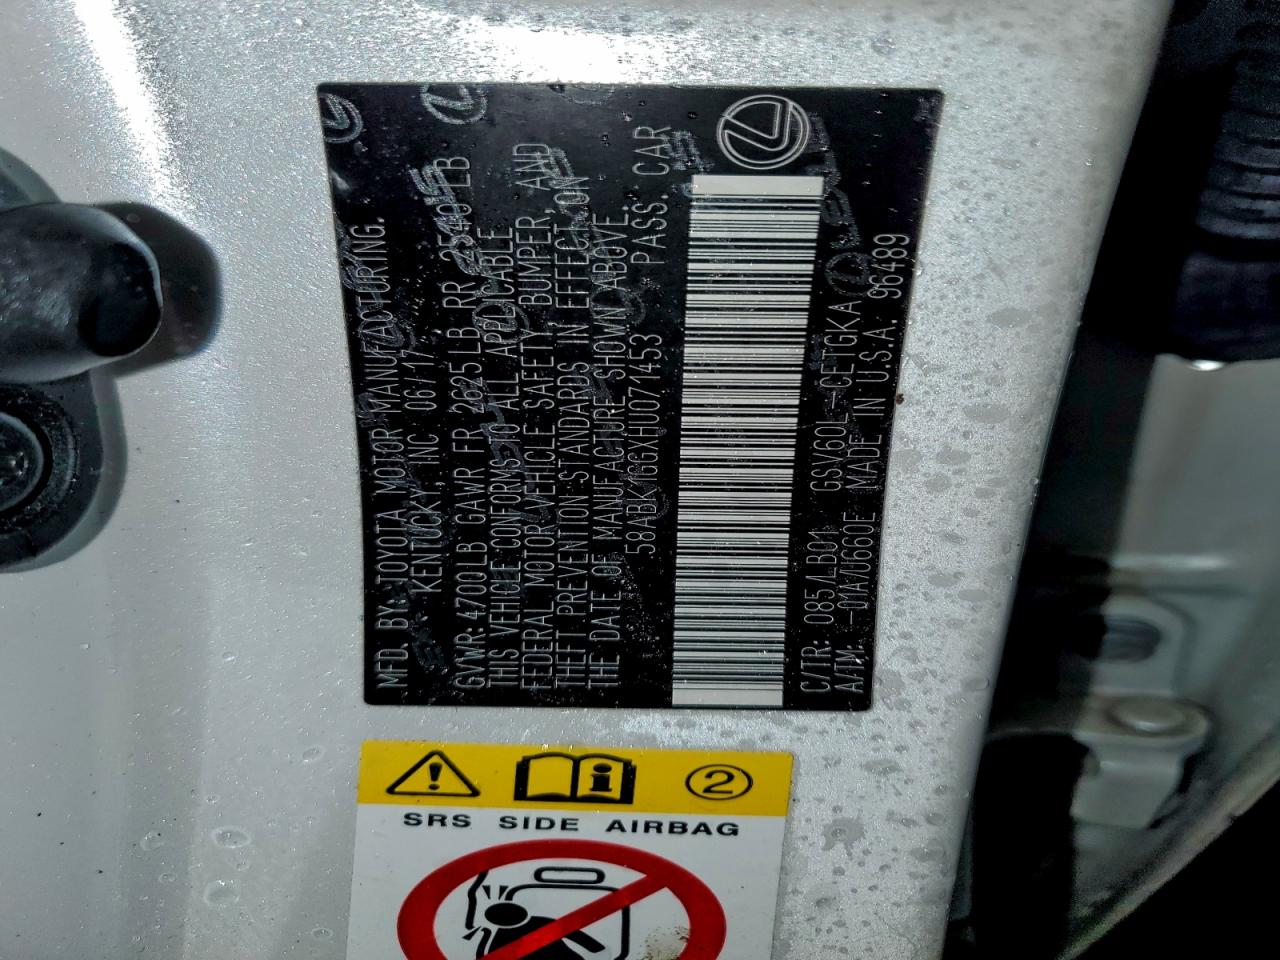 MFD. BY: TOYOTA MOTOR MANUFACTURING.
KENTUCKY, INC 06/17
GVWR: 4700LB GAWR FR 2625LB RR 2540LB
THIS VEHICLE CONFORMS TO ALL APPLICABLE
FEDERAL MOTOR VEHICLE SAFETY, BUMPER, AND
THEFT PREVENTION STANDARDS IN EFFECT ON
THE DATE OF MANUFACTURE SHOWN ABOVE.
58ABK1GGXHU071453 PASS. CAR
C/TR: 085/LB01 GSV60L-CETGKA
A/TM: -01A/U660E MADE IN U.S.A. 96489
2
SRS SIDE AIRBAG